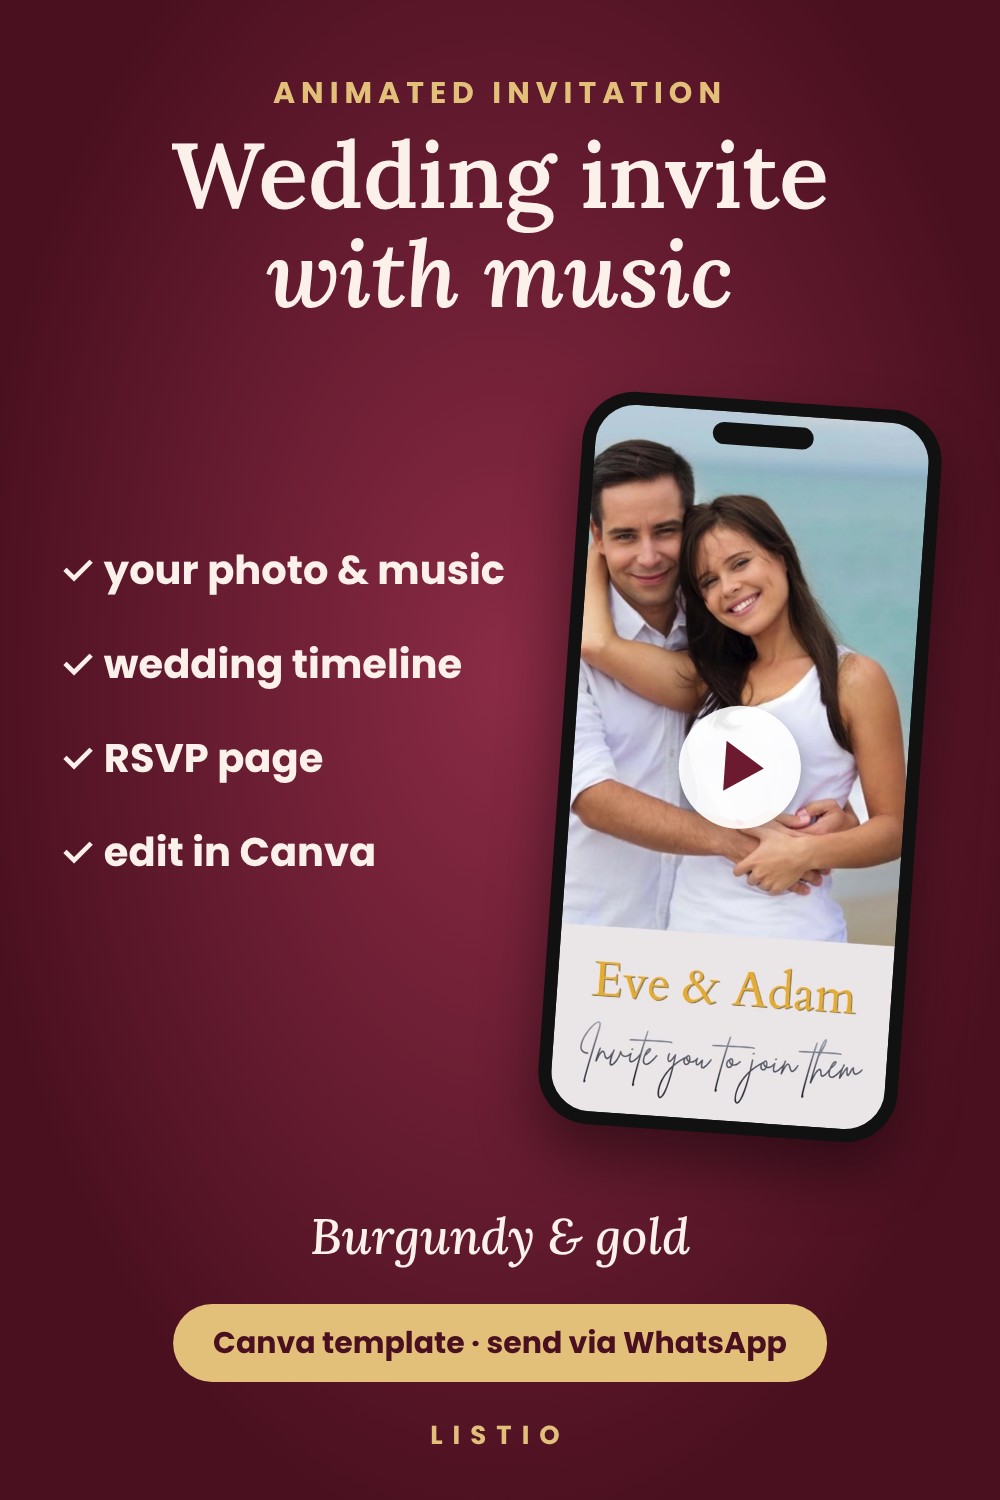 ANIMATED INVITATION
Wedding invite
with music
✓ your photo & music
✓ wedding timeline
✓ RSVP page
✓ edit in Canva
Eve & Adam
Invite you to join them
Burgundy & gold
Canva template · send via WhatsApp
LISTIO